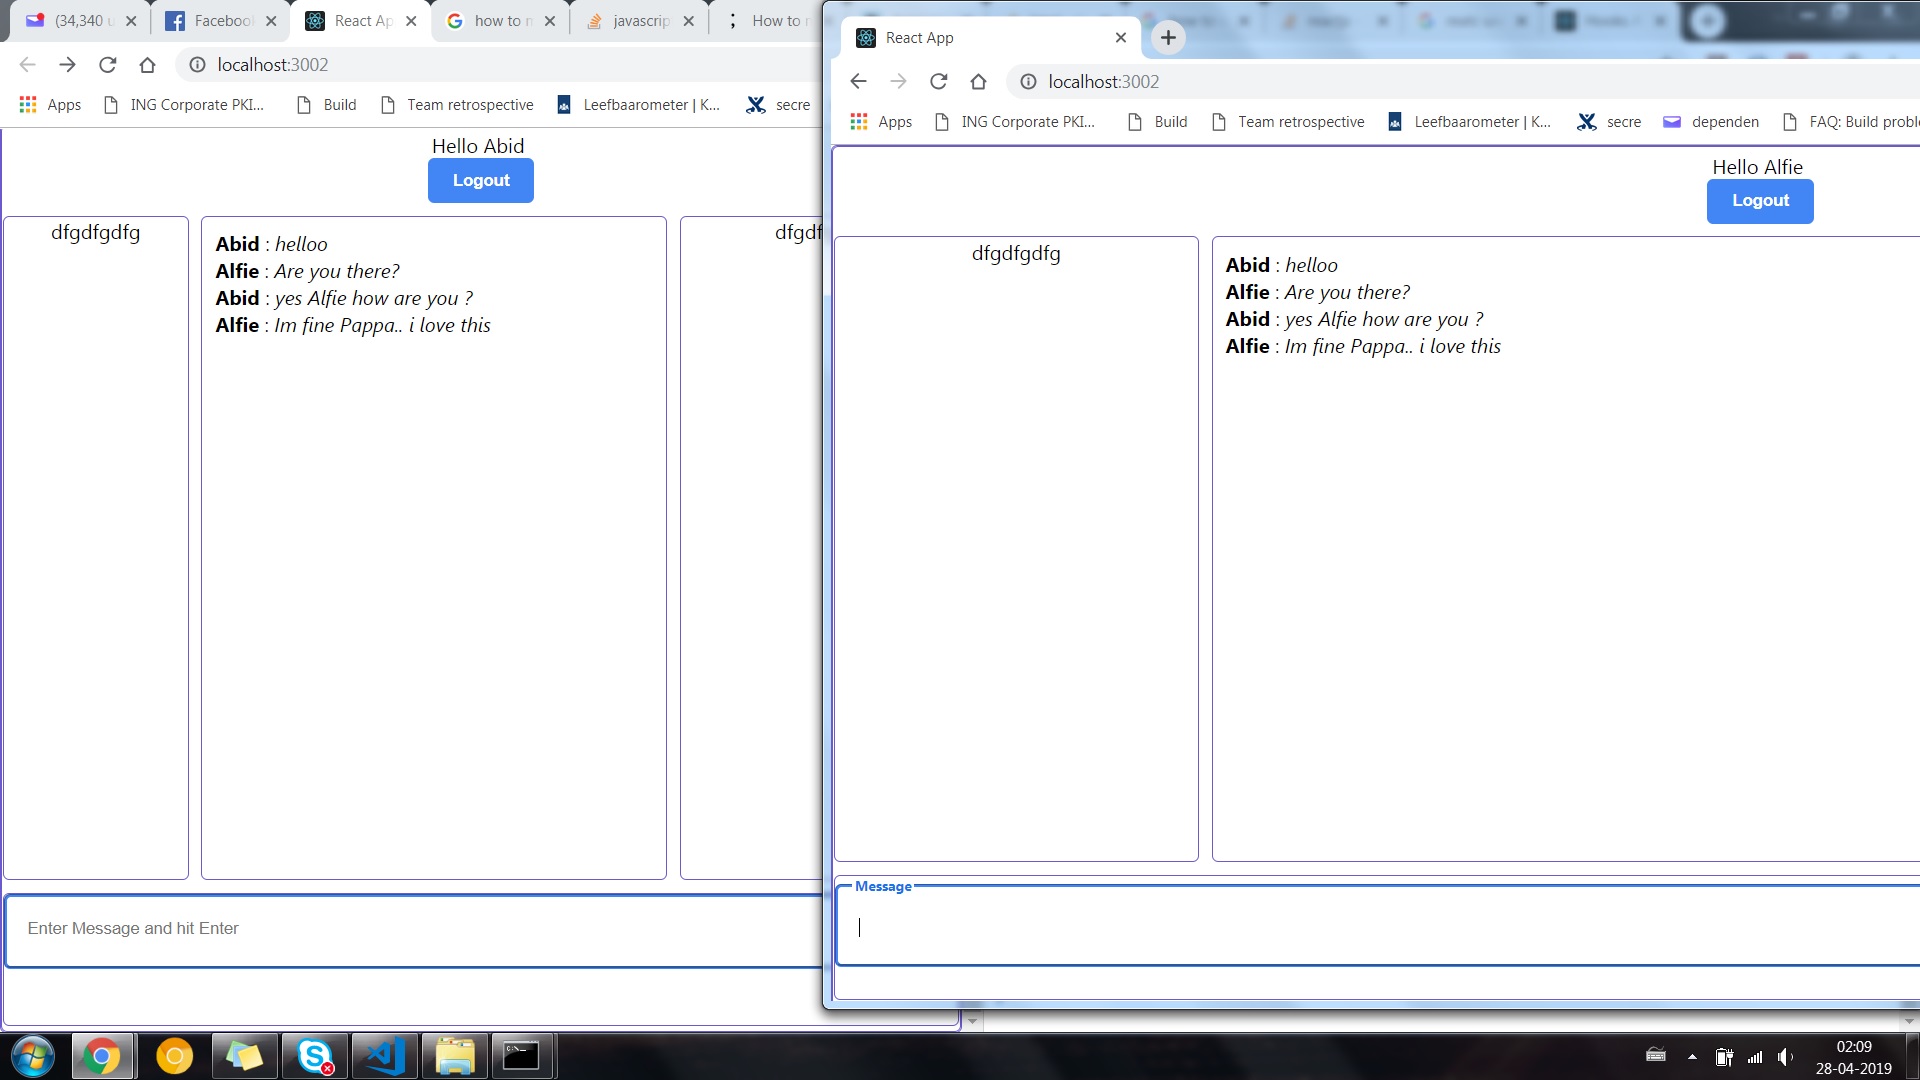 (34,340 u
Facebook
React Ap
how to m
javascrip
How to
localhost:3002
Apps
ING Corporate PKI...
Build
Team retrospective
Leefbaarometer | K...
secre
Hello Abid
Logout
dfgdfgdfg
Abid : helloo
Alfie : Are you there?
Abid : yes Alfie how are you ?
Alfie : Im fine Pappa.. i love this
dfgdf
Enter Message and hit Enter
React App
localhost:3002
Apps
ING Corporate PKI...
Build
Team retrospective
Leefbaarometer | K...
secre
dependen
FAQ: Build proble
Hello Alfie
Logout
dfgdfgdfg
Abid : helloo
Alfie : Are you there?
Abid : yes Alfie how are you ?
Alfie : Im fine Pappa.. i love this
Message
02:09
28-04-2019